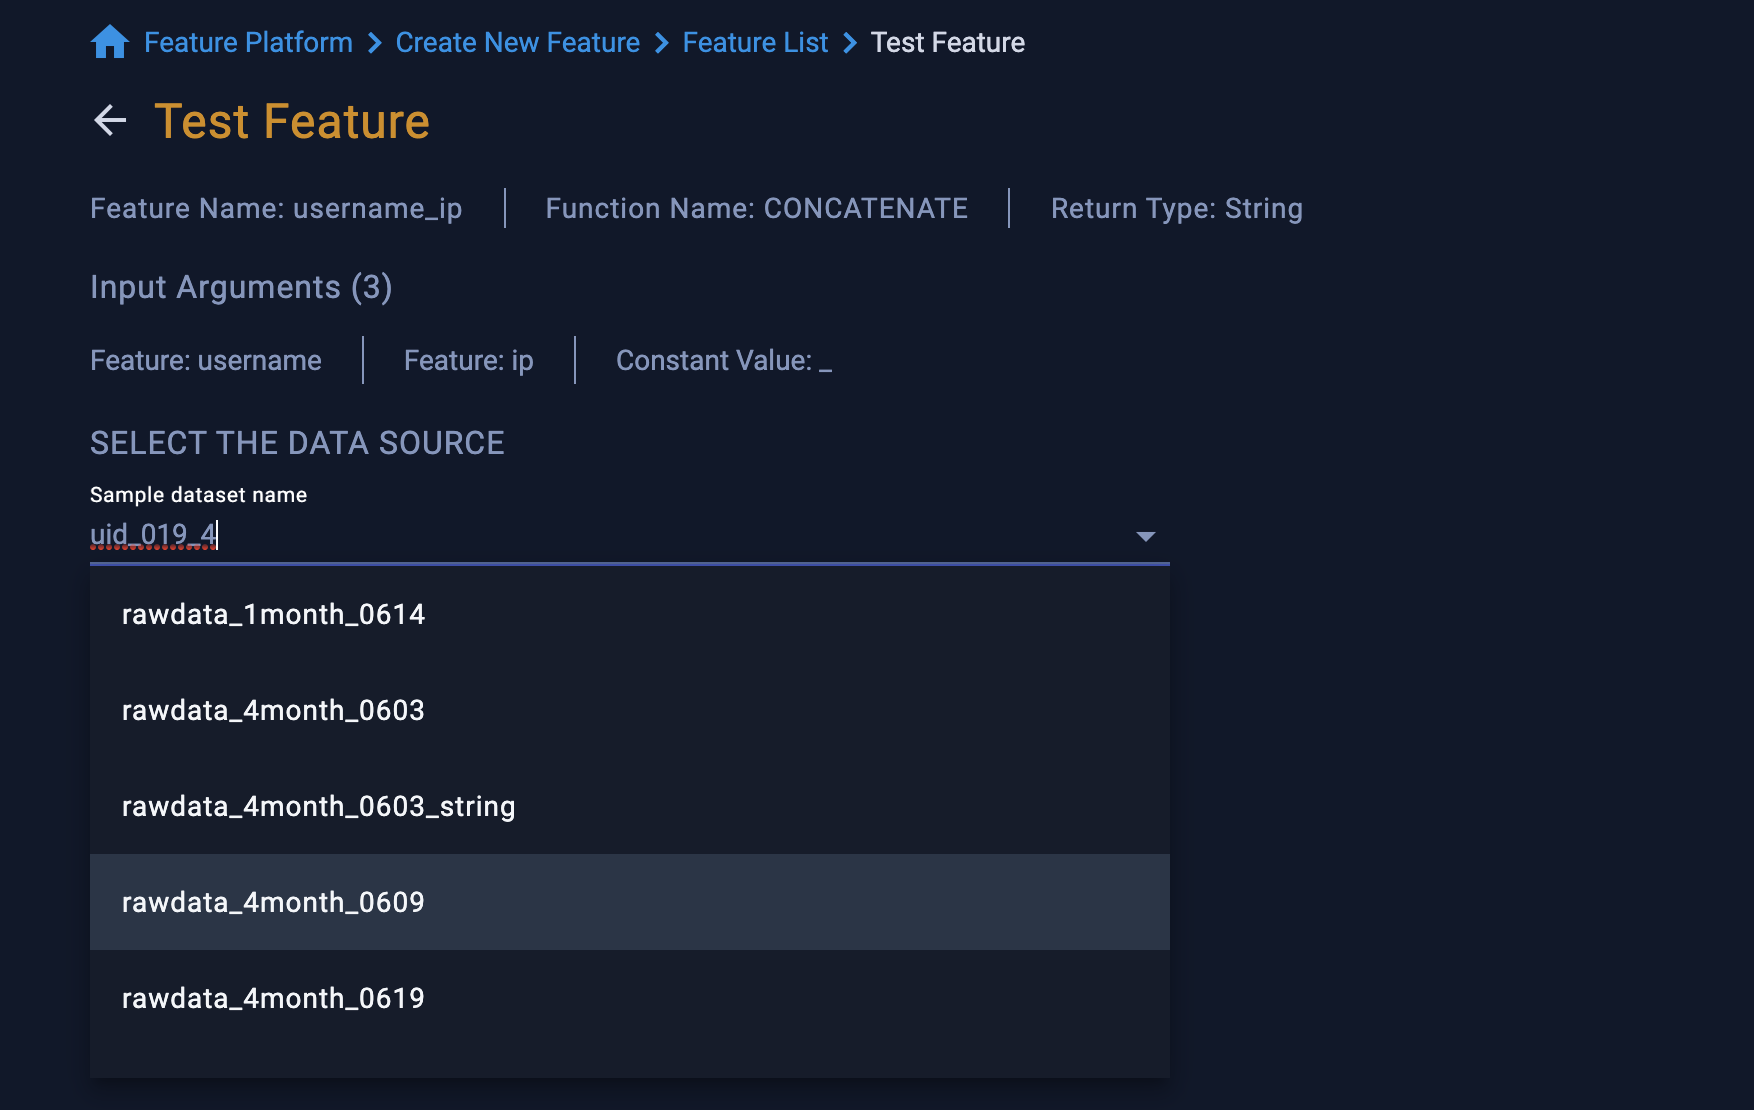 Feature Platform > Create New Feature > Feature List > Test Feature
Test Feature
Feature Name: username_ip | Function Name: CONCATENATE | Return Type: String
Input Arguments (3)
Feature: username | Feature: ip | Constant Value: _
SELECT THE DATA SOURCE
Sample dataset name
uid_019_4
rawdata_1month_0614
rawdata_4month_0603
rawdata_4month_0603_string
rawdata_4month_0609
rawdata_4month_0619